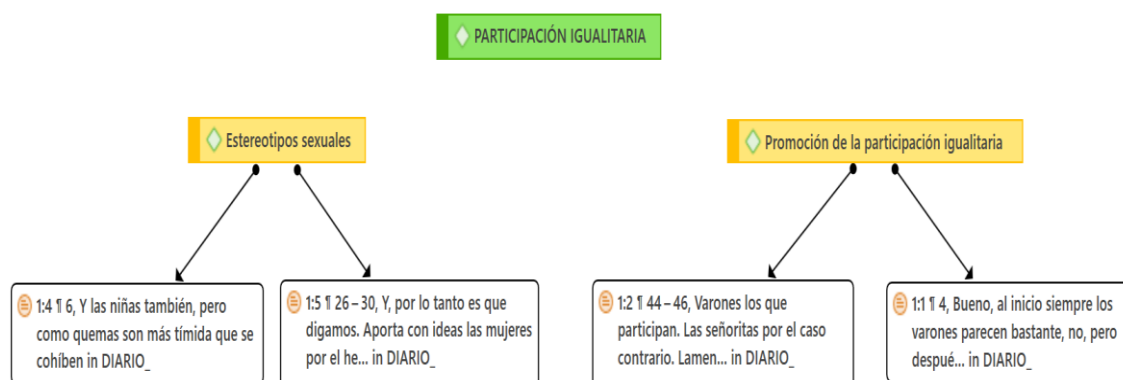 PARTICIPACIÓN IGUALITARIA
Estereotipos sexuales
Promoción de la participación igualitaria
1:4 ¶ 6, Y las niñas también, pero
como quemas son más tímida que se
cohíben in DIARIO_
1:5 ¶ 26 – 30, Y, por lo tanto es que
digamos. Aporta con ideas las mujeres
por el he... in DIARIO_
1:2 ¶ 44 – 46, Varones los que
participan. Las señoritas por el caso
contrario. Lamen... in DIARIO_
1:1 ¶ 4, Bueno, al inicio siempre los
varones parecen bastante, no, pero
despué... in DIARIO_